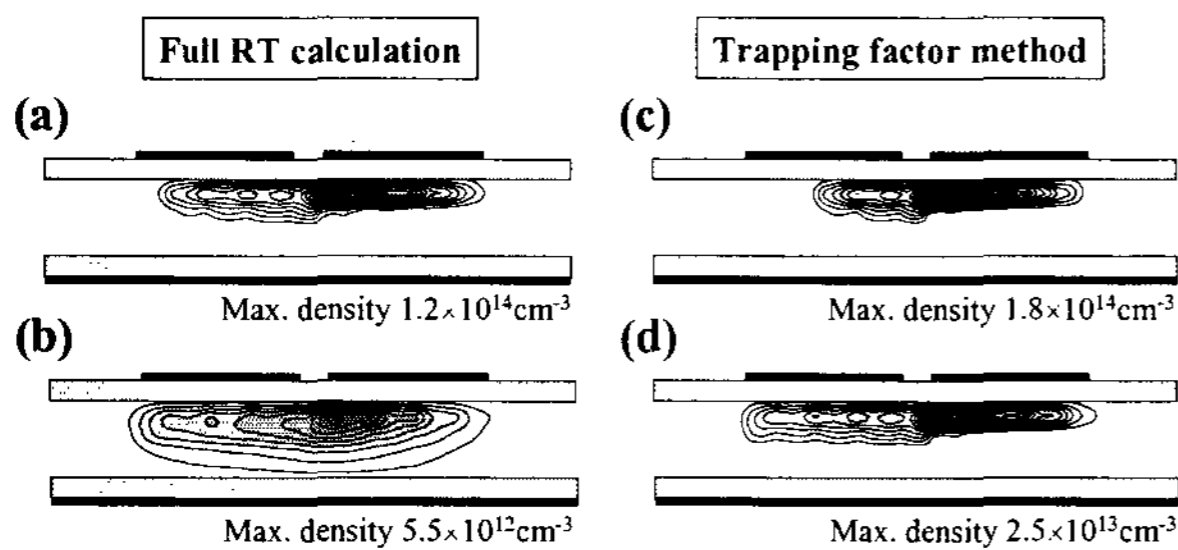 Full RT calculation
Trapping factor method
(a)
(c)
Max. density 1.2×10¹⁴cm⁻³
Max. density 1.8×10¹⁴cm⁻³
(b)
(d)
Max. density 5.5×10¹²cm⁻³
Max. density 2.5×10¹³cm⁻³